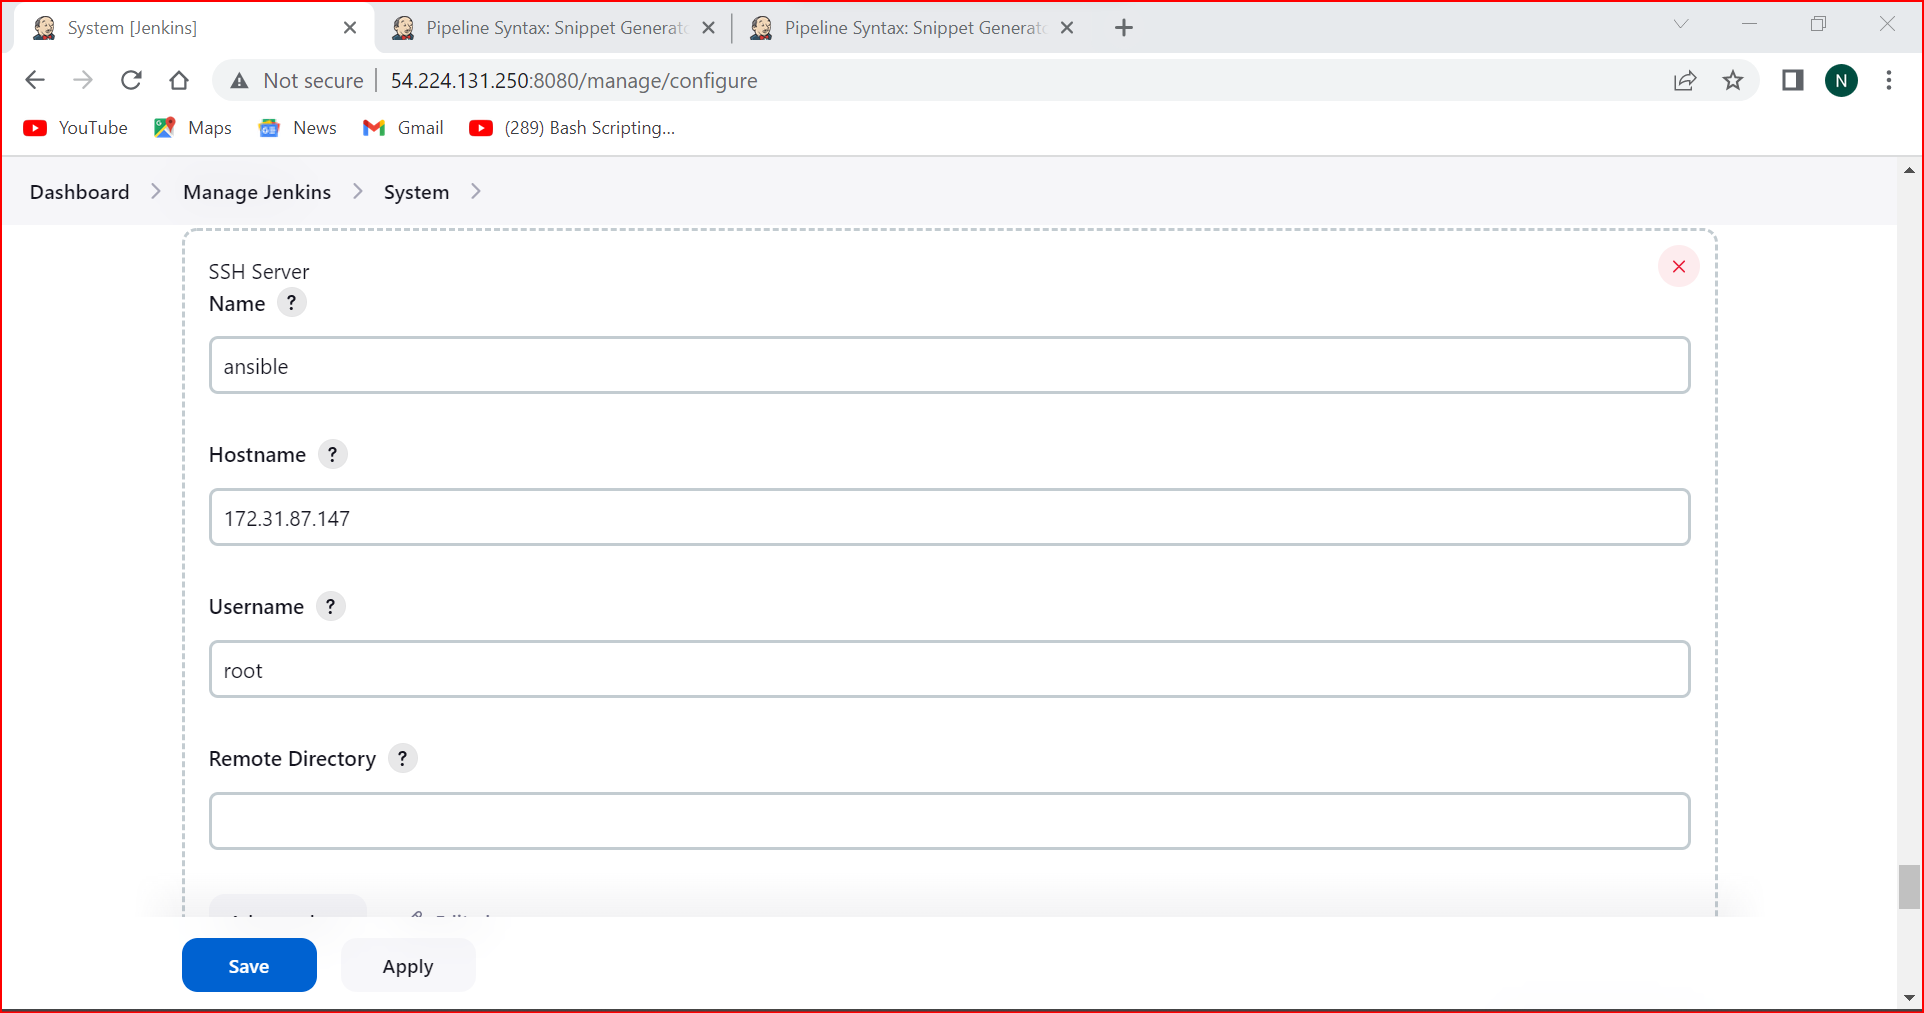 System [Jenkins]
Pipeline Syntax: Snippet Generat
Pipeline Syntax: Snippet Generat
Not secure
54.224.131.250:8080/manage/configure
N
YouTube
Maps
News
Gmail
(289) Bash Scripting...
Dashboard
Manage Jenkins
System
SSH Server
Name ?
ansible
Hostname ?
172.31.87.147
Username ?
root
Remote Directory ?
Save
Apply